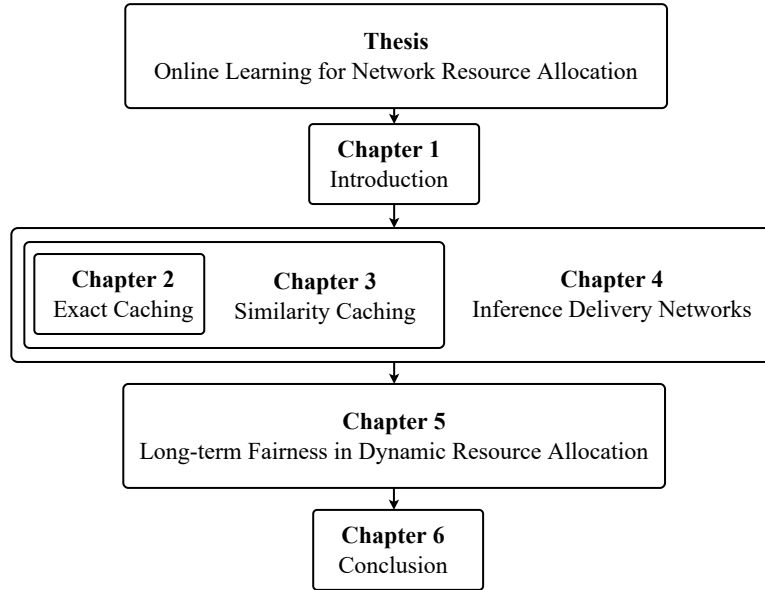 Thesis
Online Learning for Network Resource Allocation
Chapter 1
Introduction
Chapter 2
Exact Caching
Chapter 3
Similarity Caching
Chapter 4
Inference Delivery Networks
Chapter 5
Long-term Fairness in Dynamic Resource Allocation
Chapter 6
Conclusion